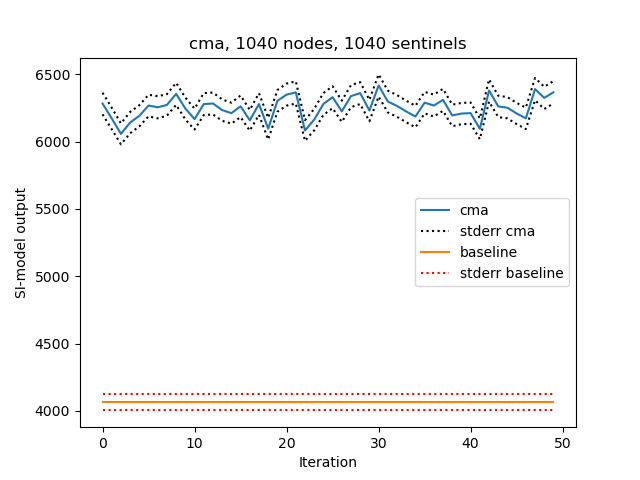 cma, 1040 nodes, 1040 sentinels
6500
6000
5500
5000
4500
4000
SI-model output
cma
stderr cma
baseline
stderr baseline
0 10 20 30 40 50
Iteration